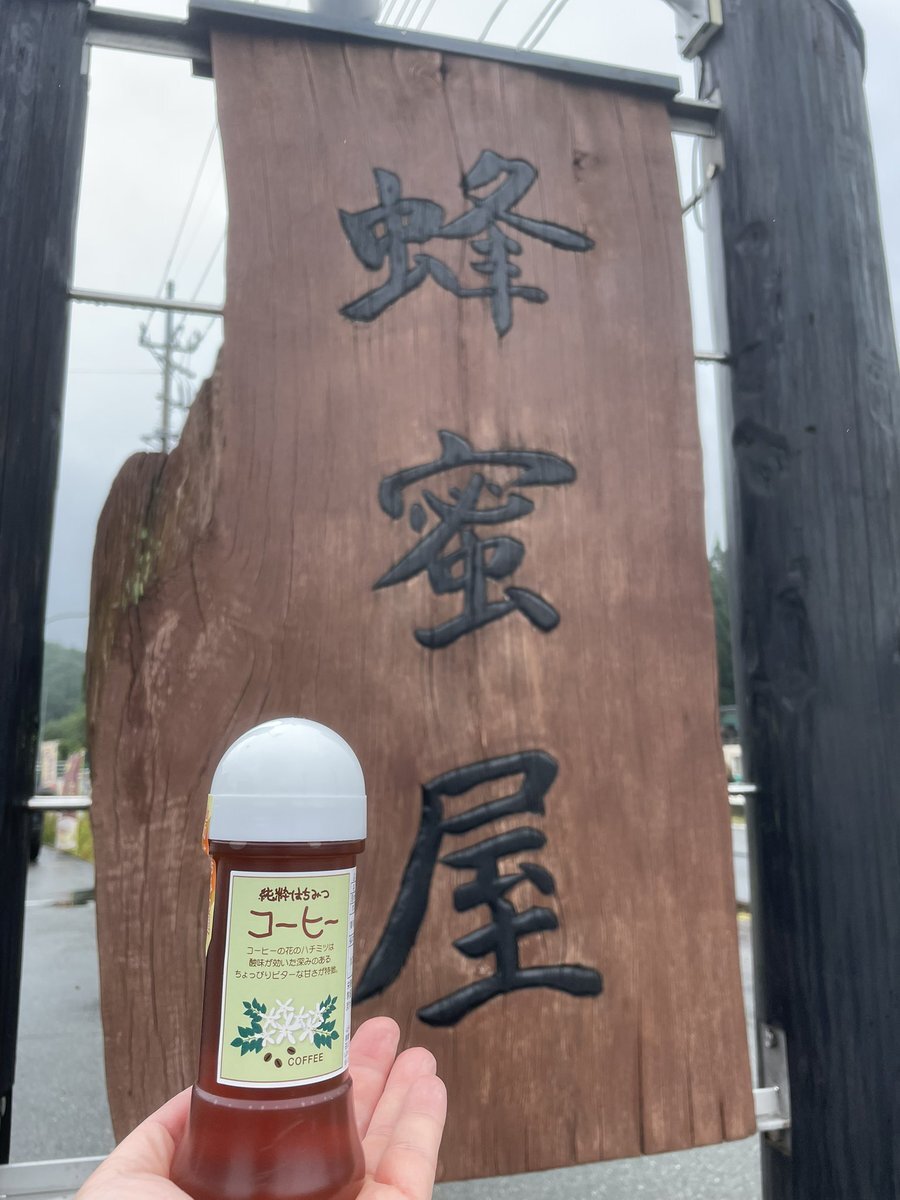 蜂蜜屋
純粋はちみつ
コーヒー
コーヒーの花のハチミツは
酸味が効いた深みのある
ちょっぴりビターな甘さが特徴。
COFFEE